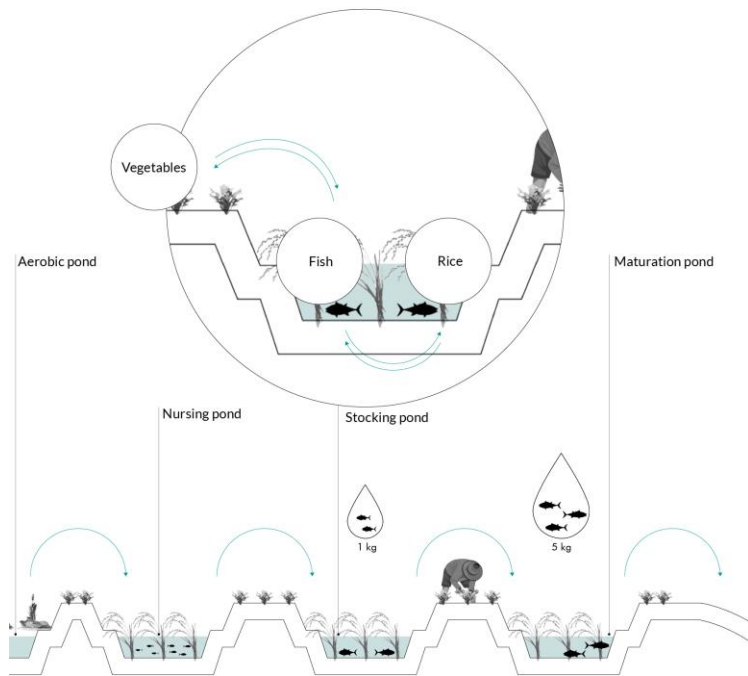 Vegetables
Fish
Rice
Aerobic pond
Maturation pond
Nursing pond
Stocking pond
1 kg
5 kg